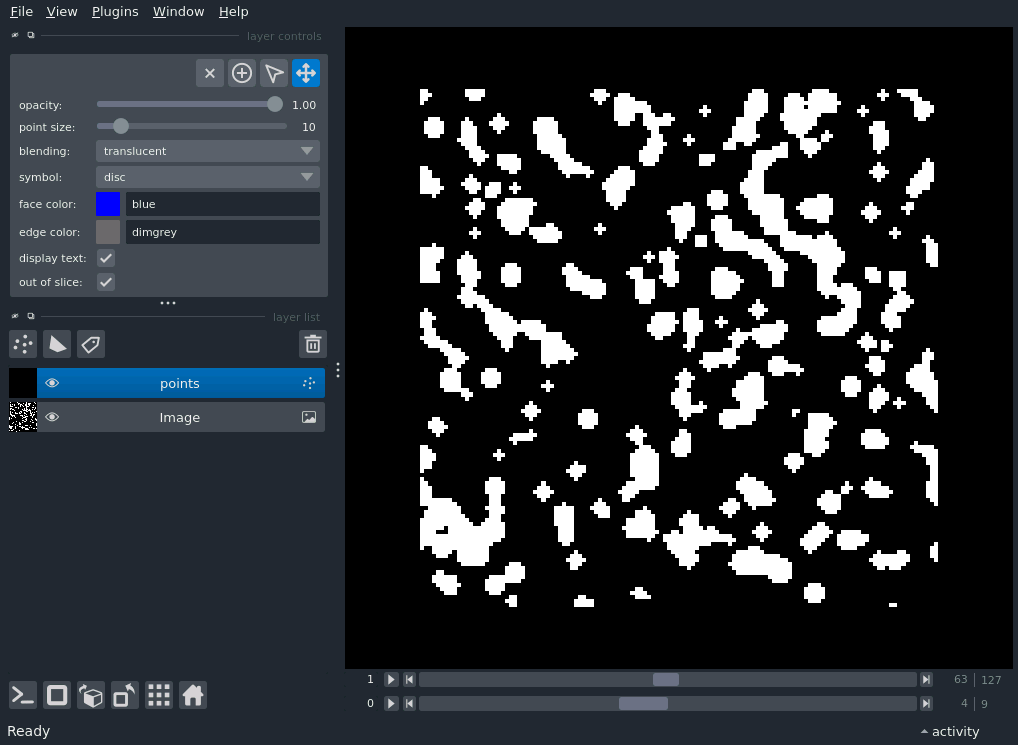 File View Plugins Window Help
layer controls
opacity: 1.00
point size: 10
blending: translucent
symbol: disc
face color: blue
edge color: dimgrey
display text:
out of slice:
layer list
points
Image
1 63 127
0 4 9
Ready activity